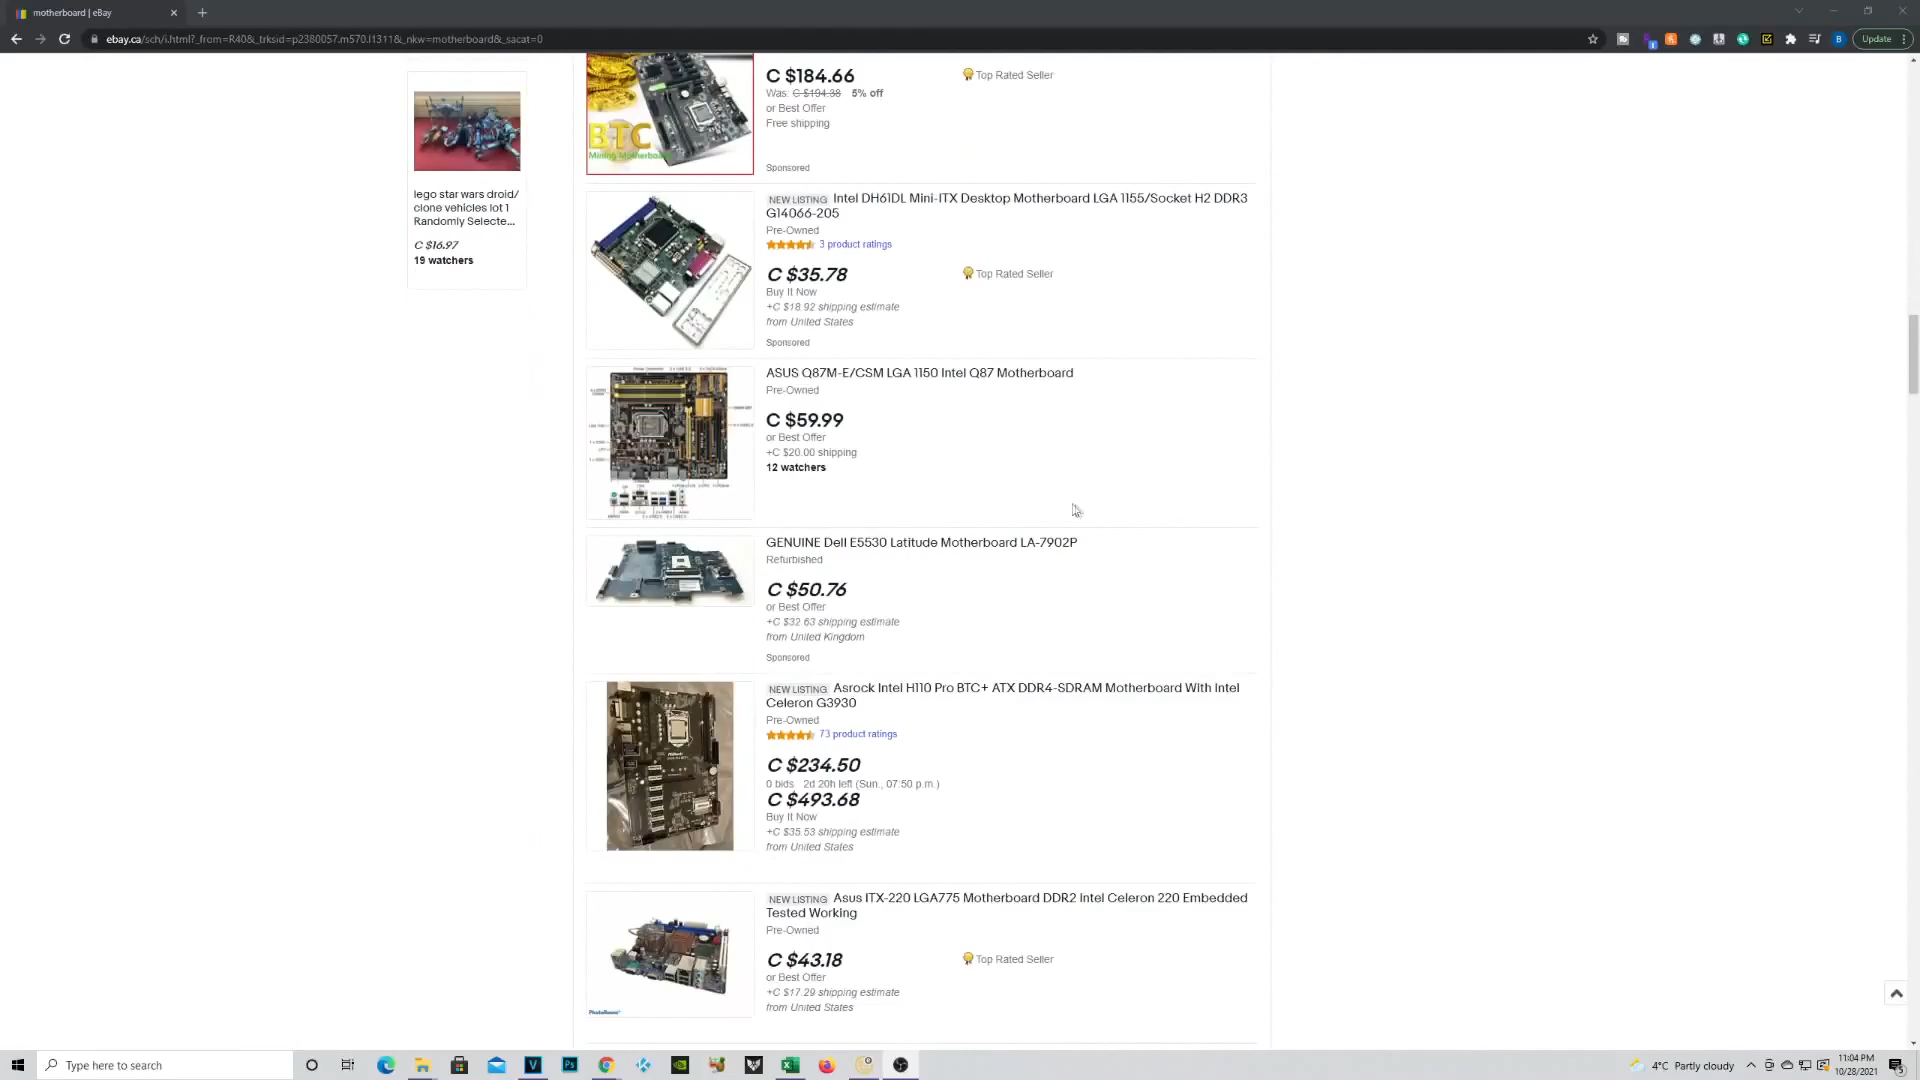 motherboard | eBay
ebay.ca/sch/i.html?_from=R40&_trksid=p2380057.m570.l1311&_nkw=motherboard&_sacat=0
Update
lego star wars droid/
clone vehicles lot 1
Randomly Selecte...
C $16.97
19 watchers
BTC
Mining Motherboard
C $184.66
Top Rated Seller
Was: C $194.38 5% off
or Best Offer
Free shipping
Sponsored
NEW LISTING Intel DH61DL Mini-ITX Desktop Motherboard LGA 1155/Socket H2 DDR3
G14066-205
Pre-Owned
3 product ratings
C $35.78
Top Rated Seller
Buy It Now
+C $18.92 shipping estimate
from United States
Sponsored
ASUS Q87M-E/CSM LGA 1150 Intel Q87 Motherboard
Pre-Owned
C $59.99
or Best Offer
+C $20.00 shipping
12 watchers
GENUINE Dell E5530 Latitude Motherboard LA-7902P
Refurbished
C $50.76
or Best Offer
+C $32.63 shipping estimate
from United Kingdom
Sponsored
NEW LISTING Asrock Intel H110 Pro BTC+ ATX DDR4-SDRAM Motherboard With Intel
Celeron G3930
Pre-Owned
73 product ratings
C $234.50
0 bids 2d 20h left (Sun., 07:50 p.m.)
C $493.68
Buy It Now
+C $35.53 shipping estimate
from United States
NEW LISTING Asus ITX-220 LGA775 Motherboard DDR2 Intel Celeron 220 Embedded
Tested Working
Pre-Owned
C $43.18
Top Rated Seller
or Best Offer
+C $17.29 shipping estimate
from United States
Type here to search
4°C Partly cloudy
11:04 PM
10/28/2021